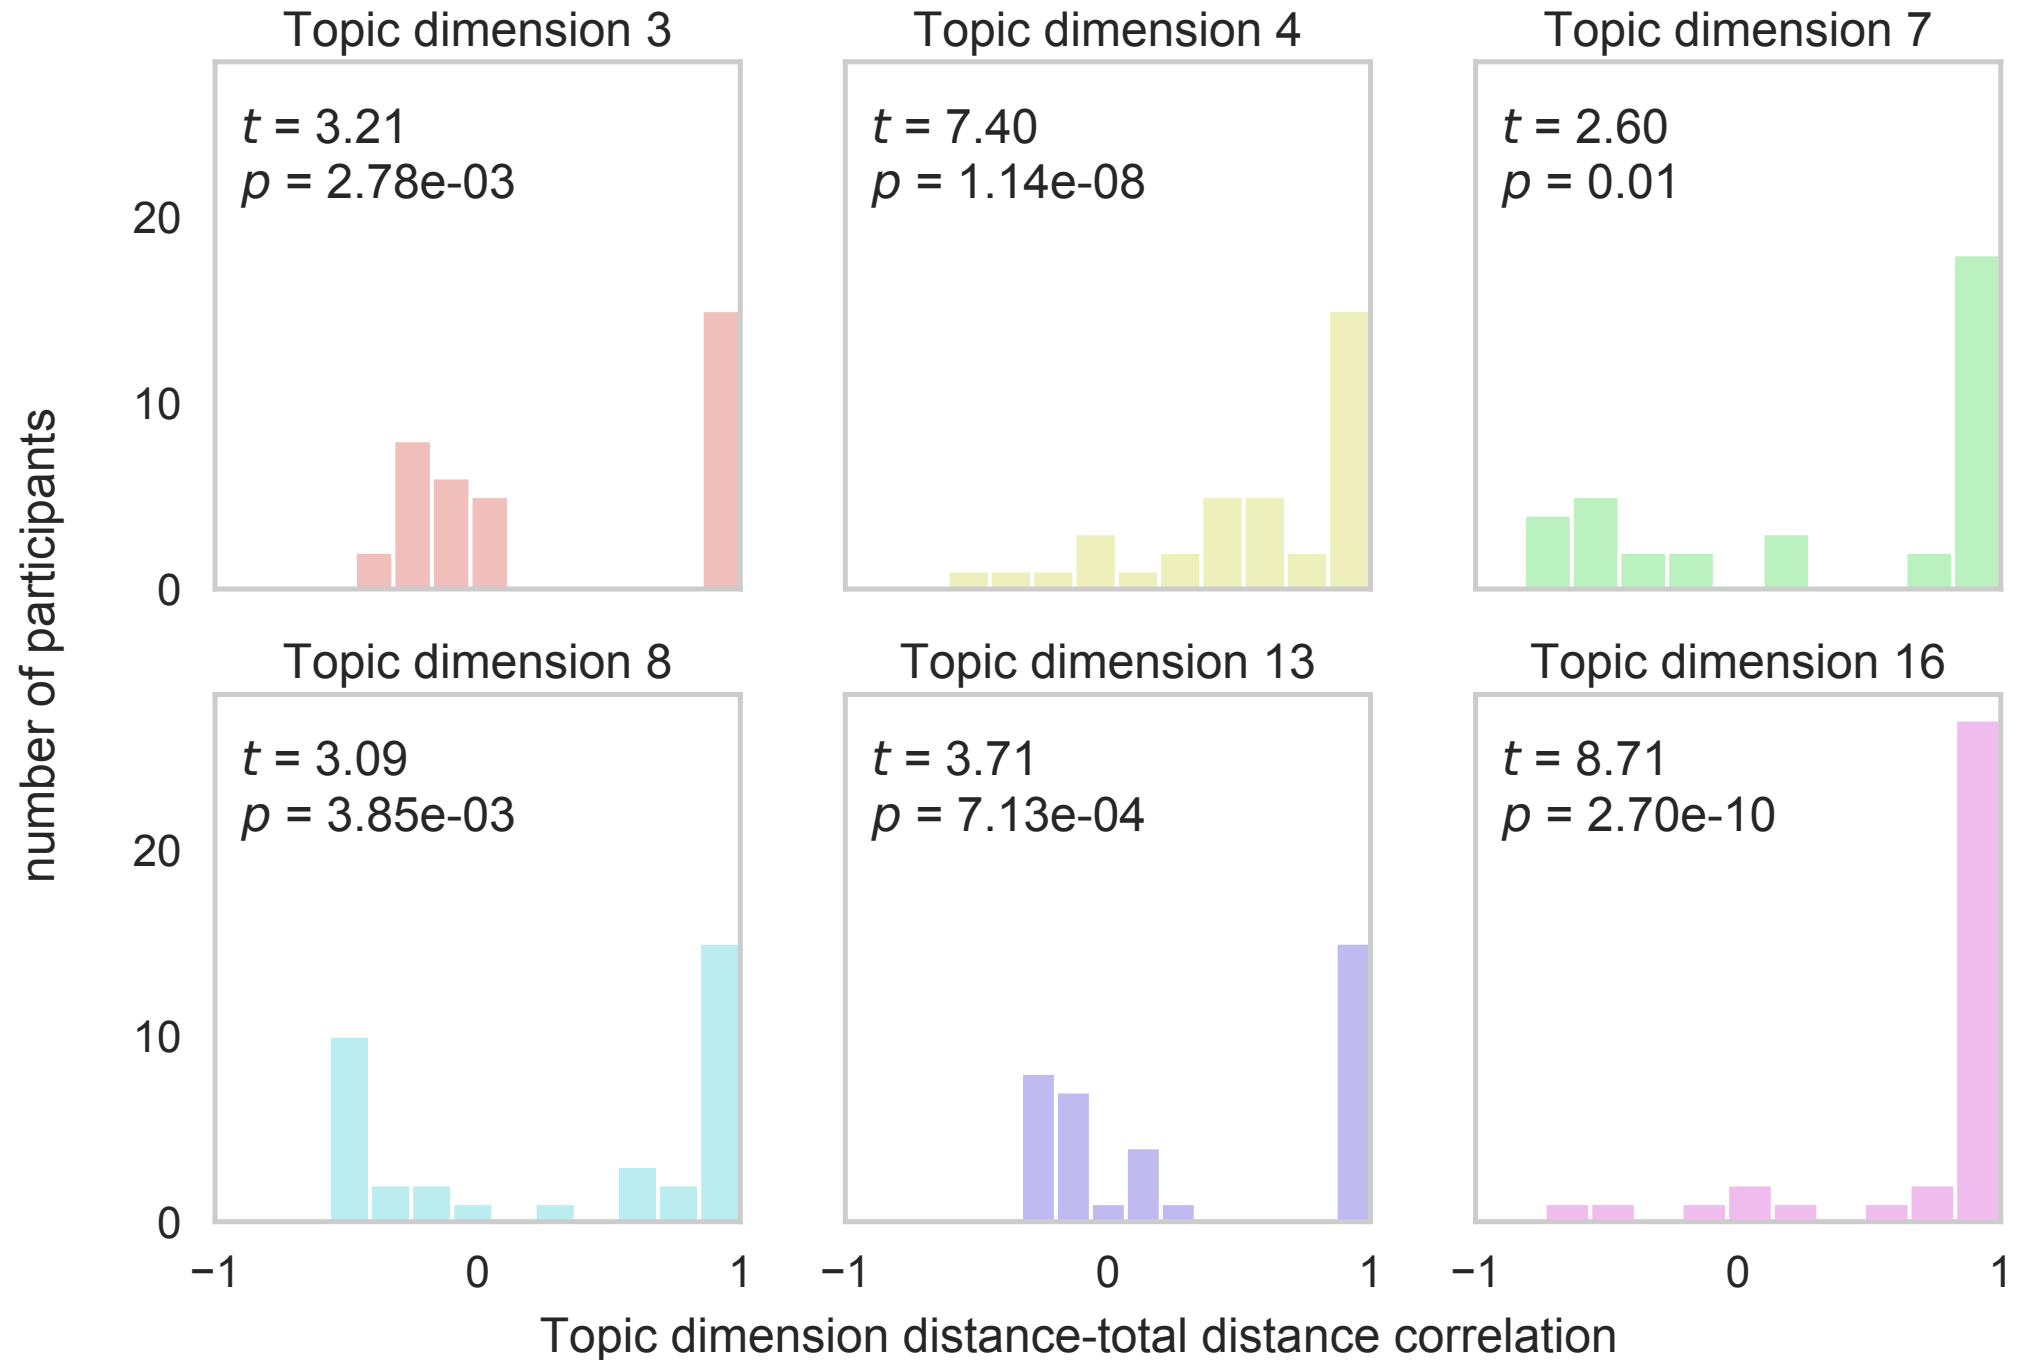 Topic dimension 3
t = 3.21
p = 2.78e-03
20
10
0
Topic dimension 4
t = 7.40
p = 1.14e-08
Topic dimension 7
t = 2.60
p = 0.01
number of participants
Topic dimension 8
t = 3.09
p = 3.85e-03
20
10
0
−1 0 1
Topic dimension 13
t = 3.71
p = 7.13e-04
−1 0 1
Topic dimension 16
t = 8.71
p = 2.70e-10
−1 0 1
Topic dimension distance-total distance correlation